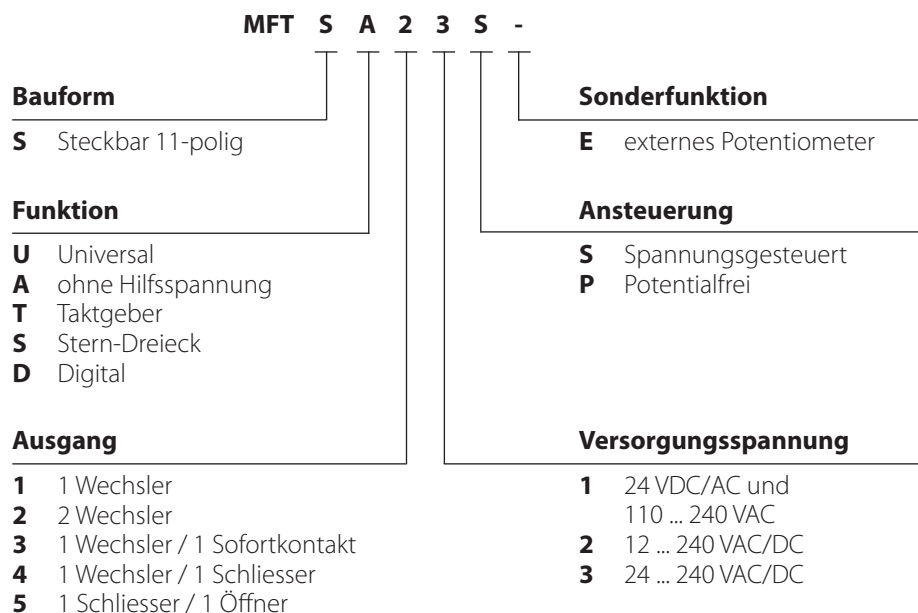 MFT S A 2 3 S -
Bauform
S Steckbar 11-polig
Funktion
U Universal
A ohne Hilfsspannung
T Taktgeber
S Stern-Dreieck
D Digital
Ausgang
1 1 Wechsler
2 2 Wechsler
3 1 Wechsler / 1 Sofortkontakt
4 1 Wechsler / 1 Schliesser
5 1 Schliesser / 1 Öffner
Sonderfunktion
E externes Potentiometer
Ansteuerung
S Spannungsgesteuert
P Potentialfrei
Versorgungsspannung
1 24 VDC/AC und
110 ... 240 VAC
2 12 ... 240 VAC/DC
3 24 ... 240 VAC/DC